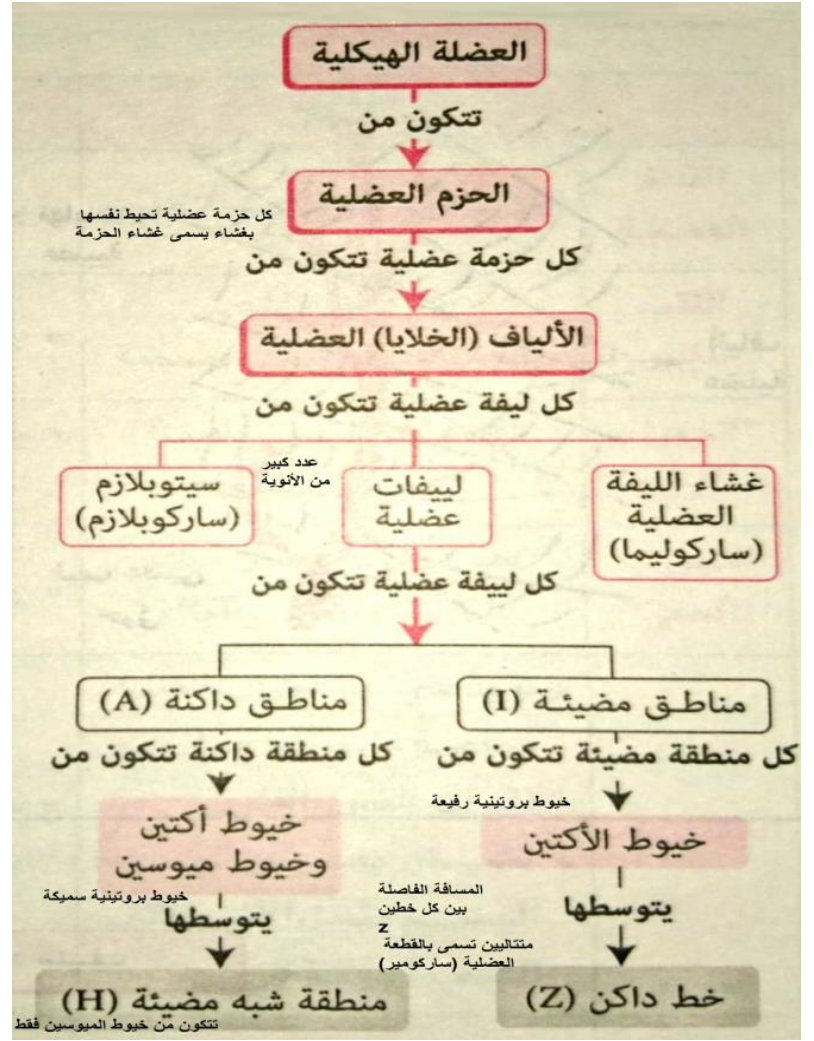 العضلة الهيكلية
تتكون من
الحزم العضلية
كل حزمة عضلية تحيط نفسها
بغشاء يسمى غشاء الحزمة
كل حزمة عضلية تتكون من
الألياف (الخلايا) العضلية
كل ليفة عضلية تتكون من
غشاء الليفة
العضلية
(ساركوليما)
لييفات
عضلية
عدد كبير
من الأنوية
سيتوبلازم
(ساركوبلازم)
كل لييفة عضلية تتكون من
مناطق مضيئة (I)
كل منطقة مضيئة تتكون من
خيوط بروتينية رفيعة
خيوط الأكتين
يتوسطها
المسافة الفاصلة
بين كل خطين
z
متتاليين تسمى بالقطعة
العضلية (ساركومير)
خط داكن (Z)
مناطق داكنة (A)
كل منطقة داكنة تتكون من
خيوط أكتين
وخيوط ميوسين
خيوط بروتينية سميكة
يتوسطها
منطقة شبه مضيئة (H)
تتكون من خيوط الميوسين فقط